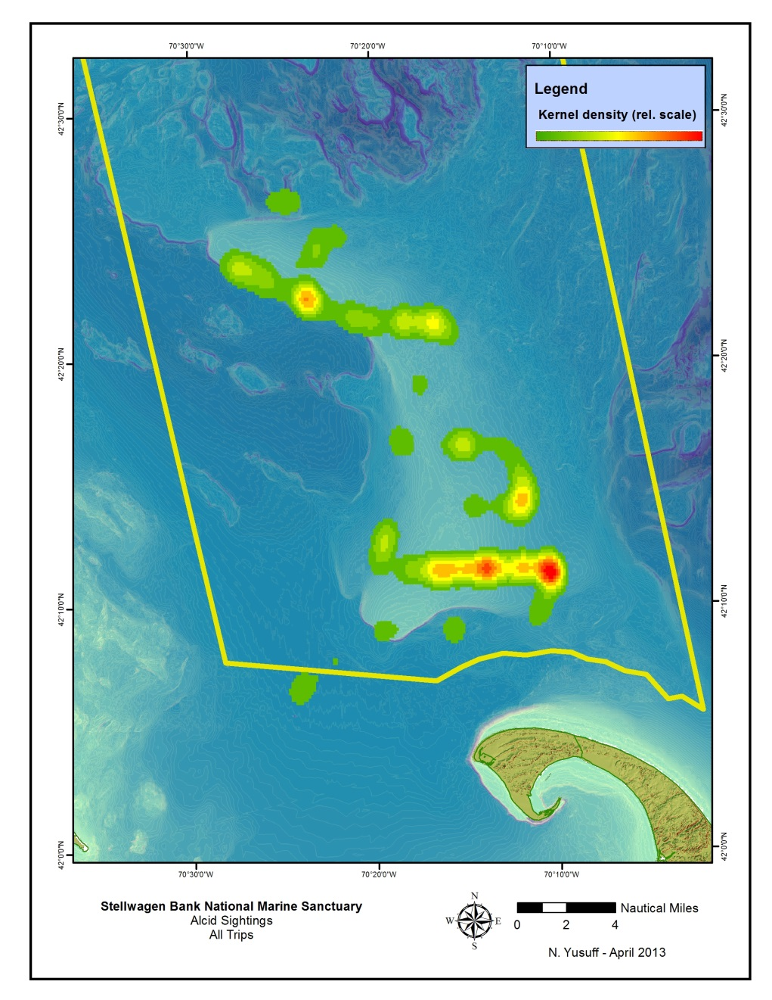 70°30'0"W 70°20'0"W 70°10'0"W
Legend
Kernel density (rel. scale)
42°30'0"N 42°30'0"N
42°20'0"N 42°20'0"N
42°10'0"N 42°10'0"N
42°0'0"N 42°0'0"N
70°30'0"W 70°20'0"W 70°10'0"W
Stellwagen Bank National Marine Sanctuary
Alcid Sightings
All Trips
N
W E
S
Nautical Miles
0 2 4
N. Yusuff - April 2013